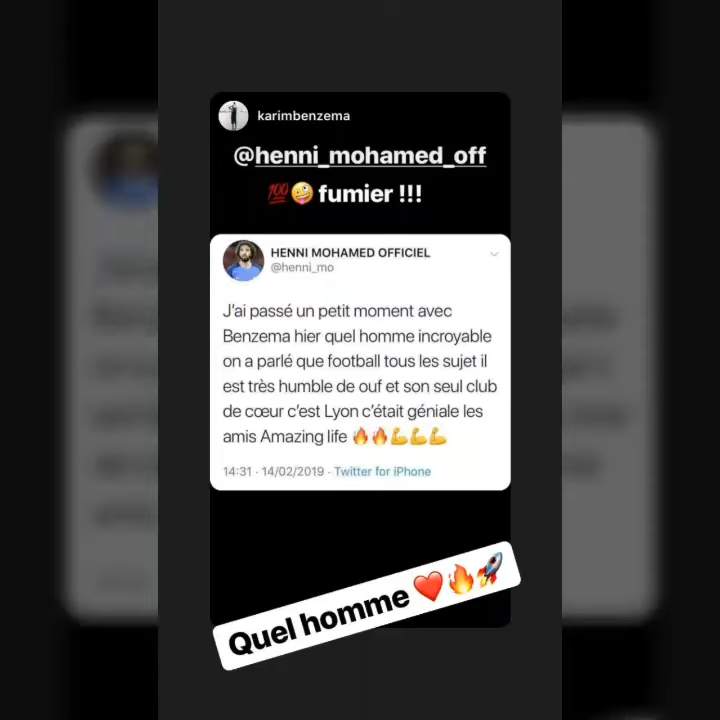 karimbenzema
@henni_mohamed_off
💯🤪 fumier !!!
HENNI MOHAMED OFFICIEL
@henni_mo
J'ai passé un petit moment avec
Benzema hier quel homme incroyable
on a parlé que football tous les sujet il
est très humble de ouf et son seul club
de cœur c'est Lyon c'était géniale les
amis Amazing life 🔥🔥💪💪💪
14:31 · 14/02/2019 · Twitter for iPhone
Quel homme ❤️🔥🚀